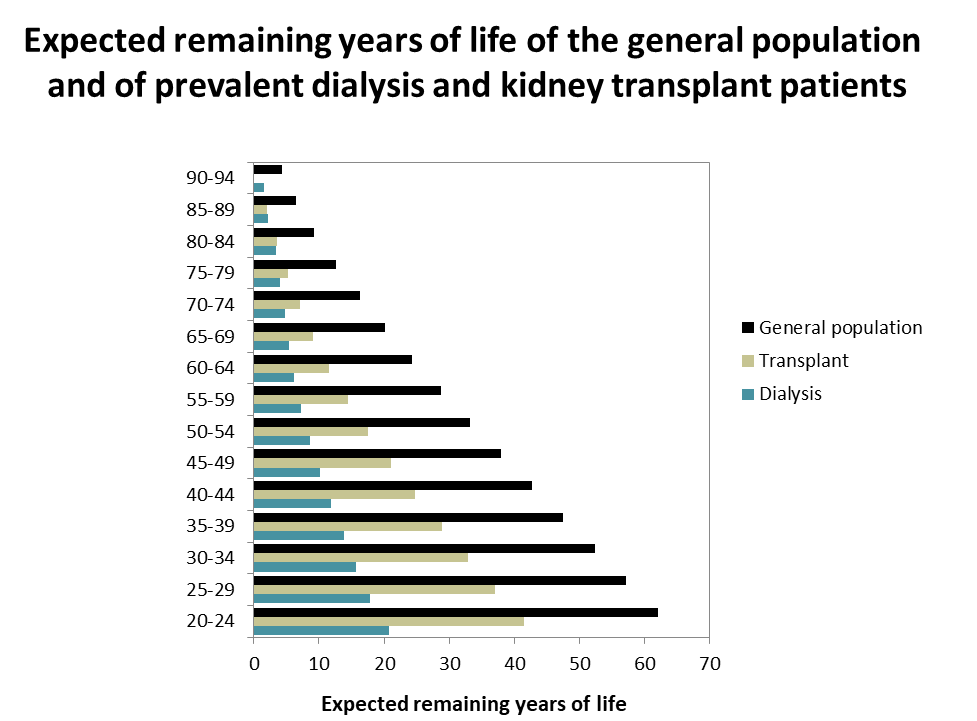 Expected remaining years of life of the general population
and of prevalent dialysis and kidney transplant patients
90-94
85-89
80-84
75-79
70-74
65-69
60-64
55-59
50-54
45-49
40-44
35-39
30-34
25-29
20-24
0 10 20 30 40 50 60 70
Expected remaining years of life
General population
Transplant
Dialysis